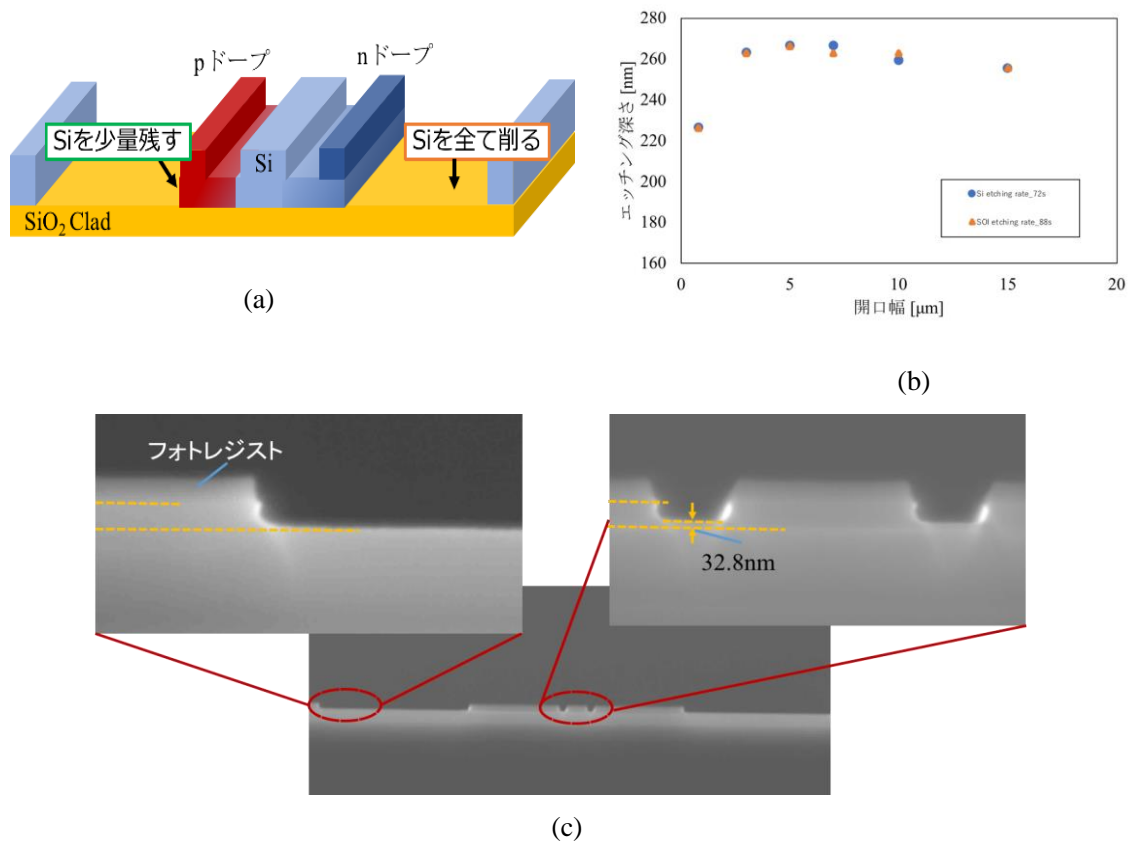 pドープ
nドープ
Siを少量残す
Si
Siを全て削る
SiO₂ Clad
(a)
280
260
240
220
200
180
160
エッチング深さ [nm]
0
5
10
15
20
開口幅 [μm]
Si etching rate_72s
SOI etching rate_88s
(b)
フォトレジスト
32.8nm
(c)